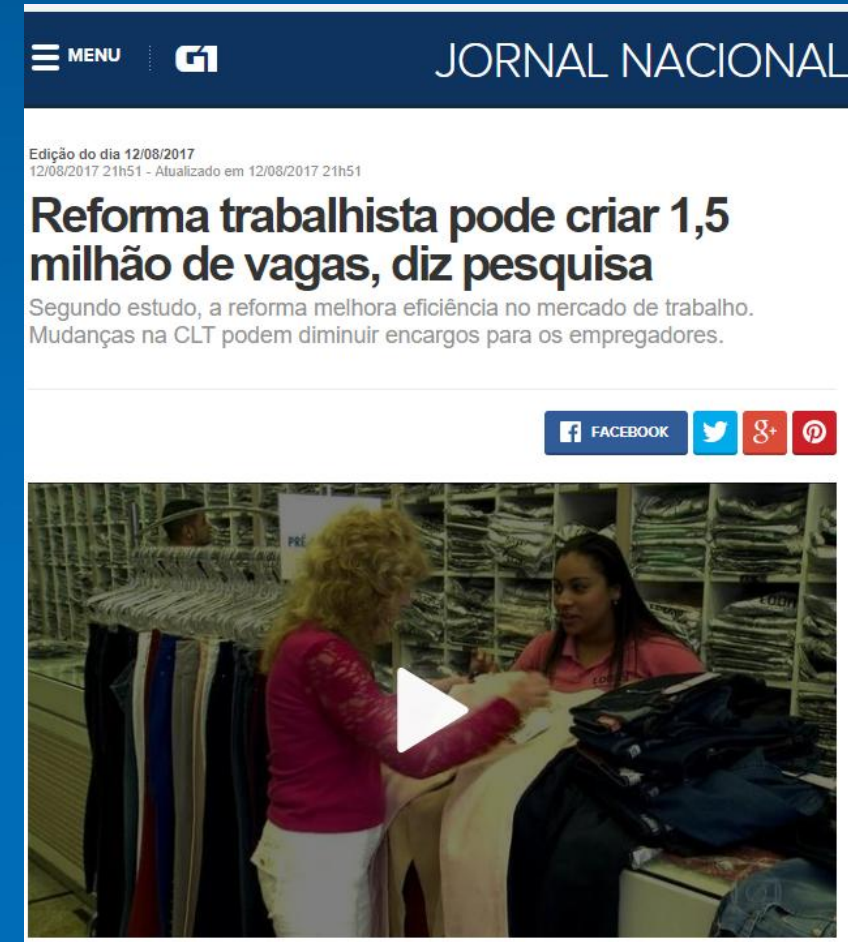 MENU
G1
JORNAL NACIONAL
Edição do dia 12/08/2017
12/08/2017 21h51 - Atualizado em 12/08/2017 21h51
Reforma trabalhista pode criar 1,5
milhão de vagas, diz pesquisa
Segundo estudo, a reforma melhora eficiência no mercado de trabalho.
Mudanças na CLT podem diminuir encargos para os empregadores.
FACEBOOK
g+
PRÉ